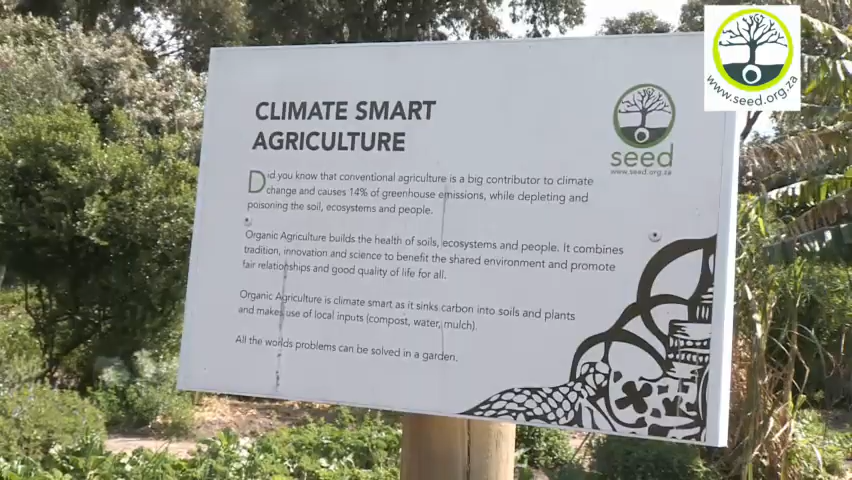 www.seed.org.za
CLIMATE SMART
AGRICULTURE
seed
www.seed.org.za
Did you know that conventional agriculture is a big contributor to climate
change and causes 14% of greenhouse emissions, while depleting and
poisoning the soil, ecosystems and people.
Organic Agriculture builds the health of soils, ecosystems and people. It combines
tradition, innovation and science to benefit the shared environment and promote
fair relationships and good quality of life for all.
Organic Agriculture is climate smart as it sinks carbon into soils and plants
and makes use of local inputs (compost, water, mulch).
All the worlds problems can be solved in a garden.